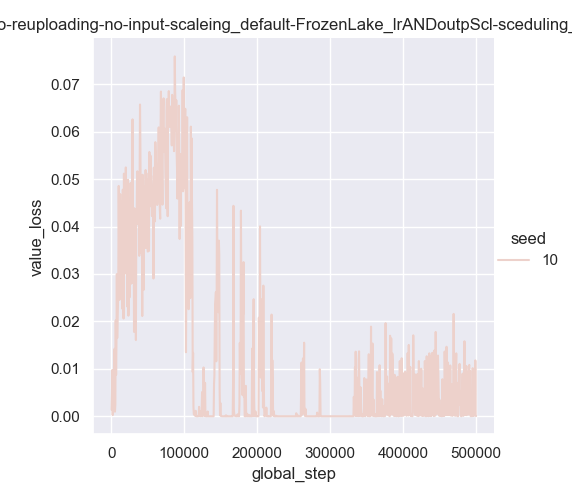 o-reuploading-no-input-scaleing_default-FrozenLake_lrANDoutpScl-sceduling_
0.07
0.06
0.05
0.04
0.03
0.02
0.01
0.00
value_loss
0 100000 200000 300000 400000 500000
global_step
seed
10